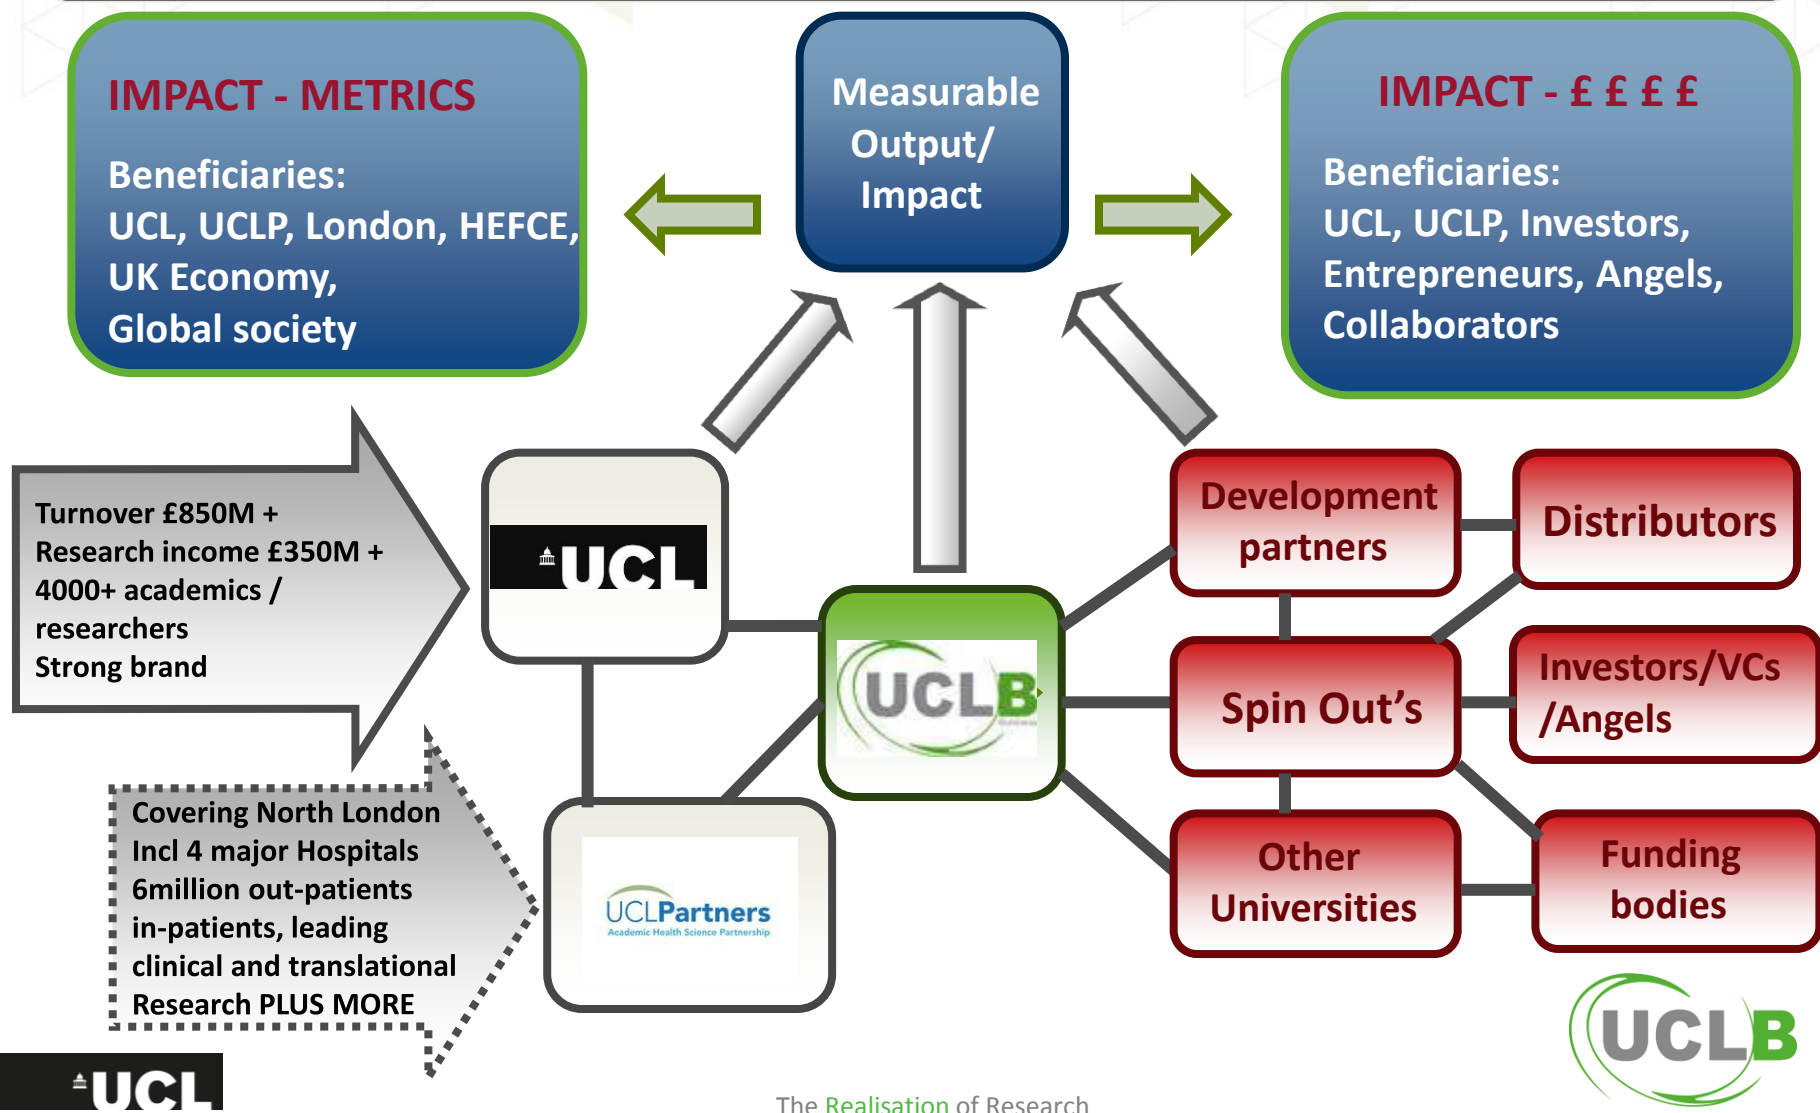 IMPACT - METRICS
Beneficiaries:
UCL, UCLP, London, HEFCE,
UK Economy,
Global society
Measurable
Output/
Impact
IMPACT - £ £ £ £
Beneficiaries:
UCL, UCLP, Investors,
Entrepreneurs, Angels,
Collaborators
Turnover £850M +
Research income £350M +
4000+ academics /
researchers
Strong brand
UCL
Covering North London
Incl 4 major Hospitals
6million out-patients
in-patients, leading
clinical and translational
Research PLUS MORE
UCLPartners
Academic Health Science Partnership
UCLB
Development
partners
Distributors
Spin Out's
Investors/VCs
/Angels
Other
Universities
Funding
bodies
UCL
The Realisation of Research
UCLB